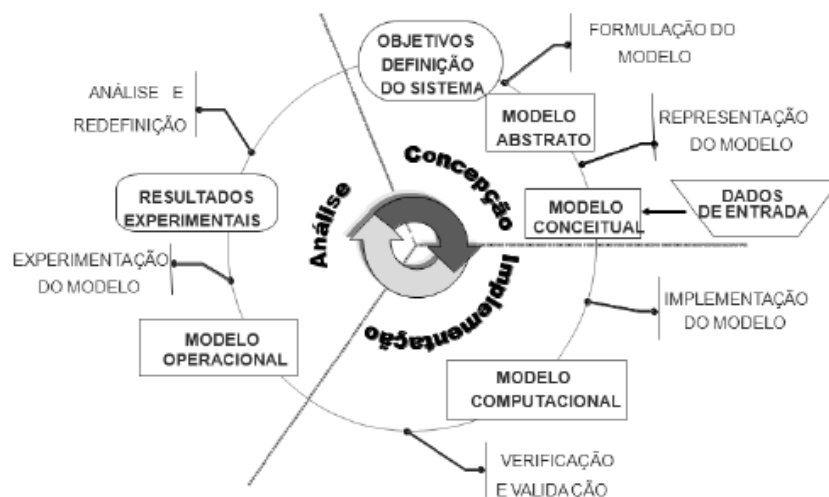 OBJETIVOS
DEFINIÇÃO
DO SISTEMA
FORMULAÇÃO DO
MODELO
MODELO
ABSTRATO
REPRESENTAÇÃO
DO MODELO
MODELO
CONCEITUAL
DADOS
DE ENTRADA
IMPLEMENTAÇÃO
DO MODELO
MODELO
COMPUTACIONAL
VERIFICAÇÃO
E VALIDAÇÃO
MODELO
OPERACIONAL
EXPERIMENTAÇÃO
DO MODELO
RESULTADOS
EXPERIMENTAIS
ANÁLISE E
REDEFINIÇÃO
Concepção
Implementação
Análise